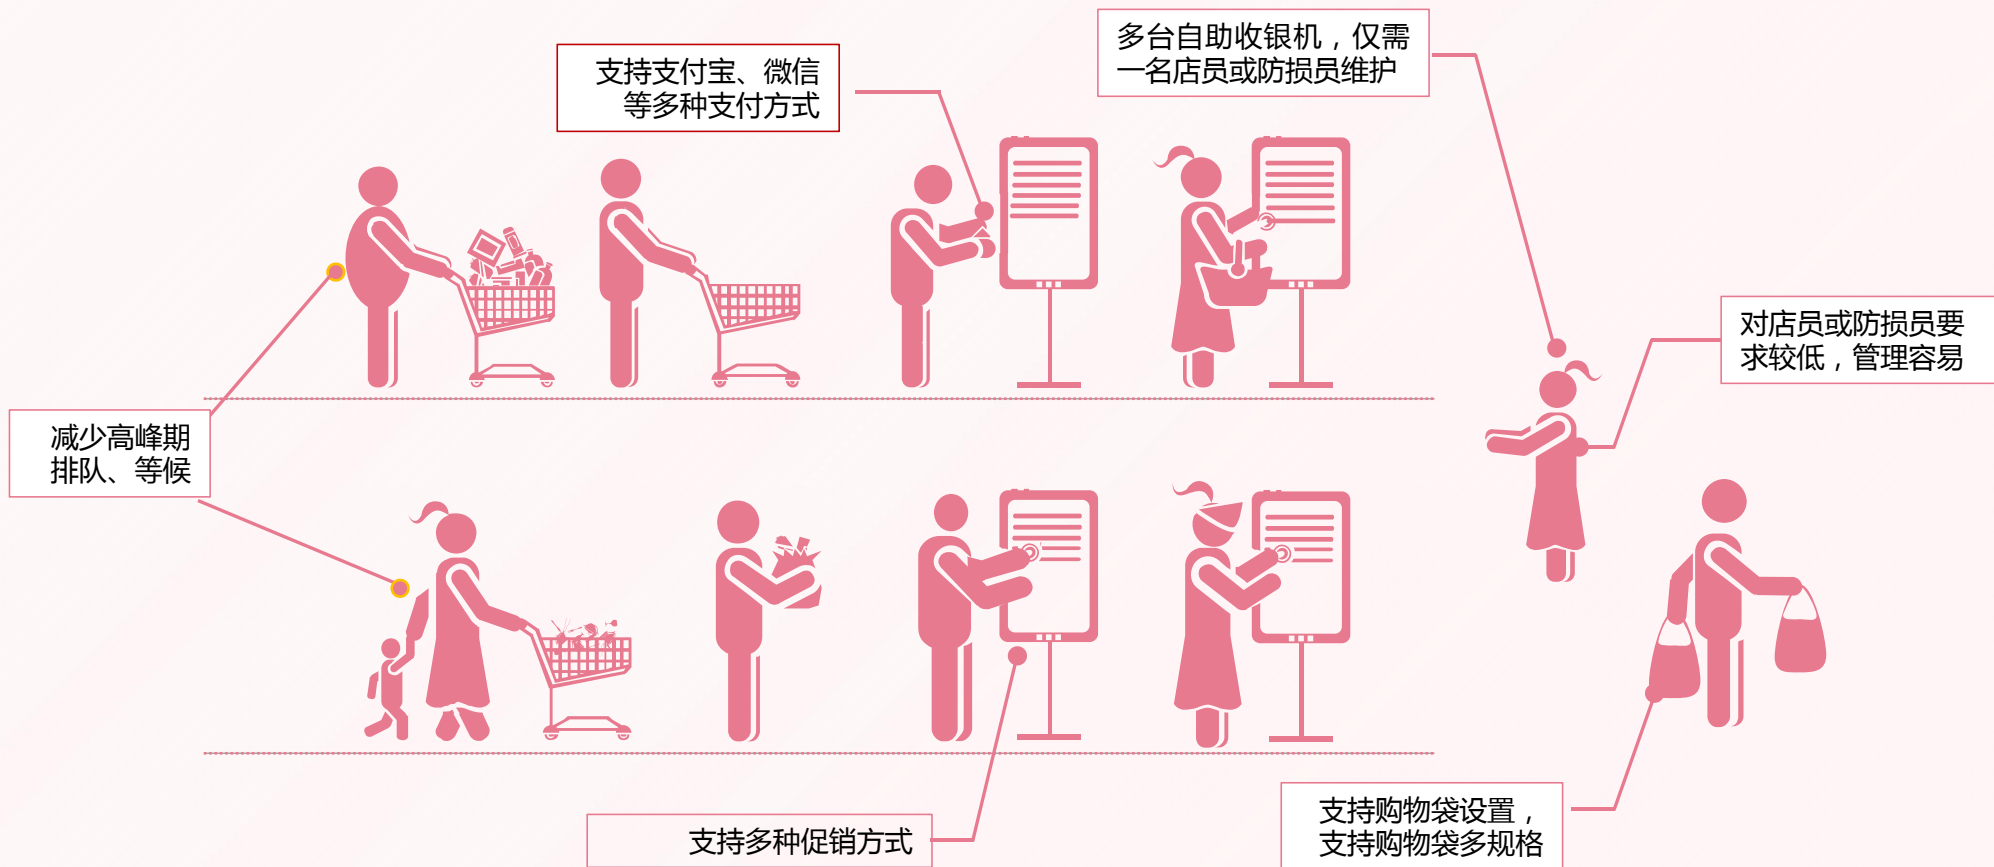 多台自助收银机，仅需
一名店员或防损员维护
支持支付宝、微信
等多种支付方式
对店员或防损员要
求较低，管理容易
减少高峰期
排队、等候
支持购物袋设置，
支持购物袋多规格
支持多种促销方式